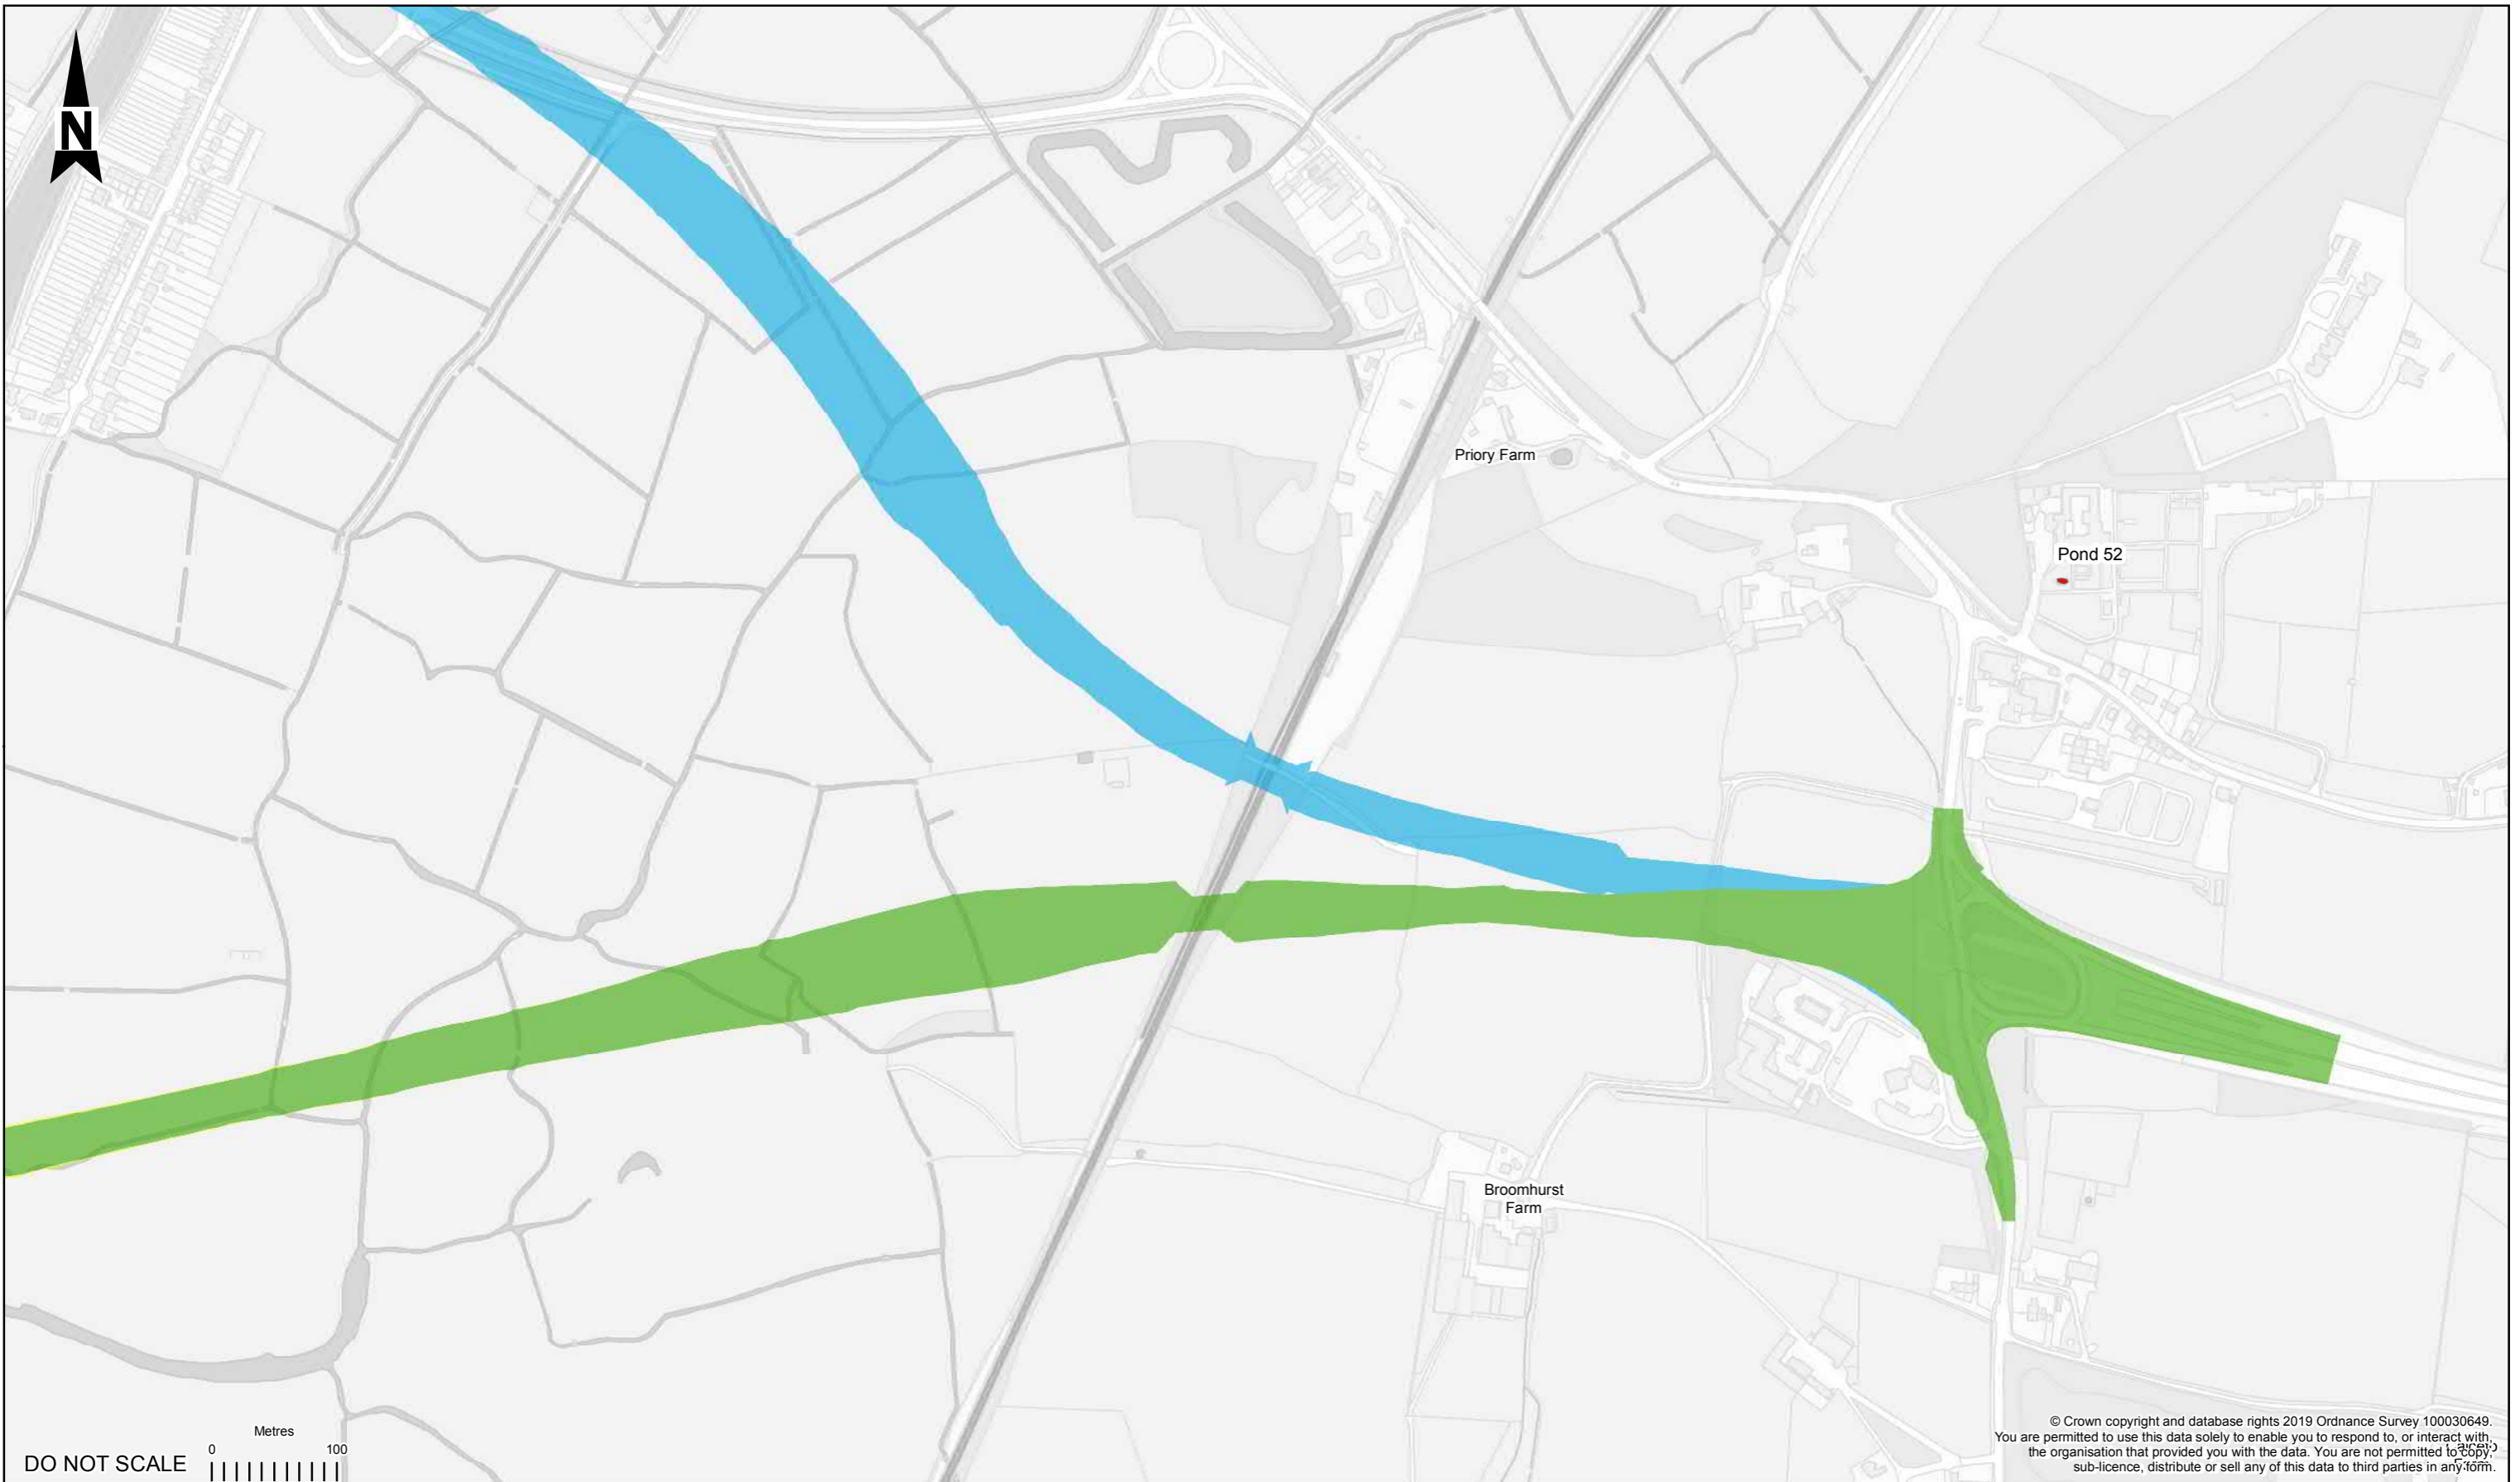 N
Priory Farm
Pond 52
Broomhurst
Farm
Metres
0 100
DO NOT SCALE
© Crown copyright and database rights 2019 Ordnance Survey 100030649.
You are permitted to use this data solely to enable you to respond to, or interact with,
the organisation that provided you with the data. You are not permitted to copy,
sub-licence, distribute or sell any of this data to third parties in any form.